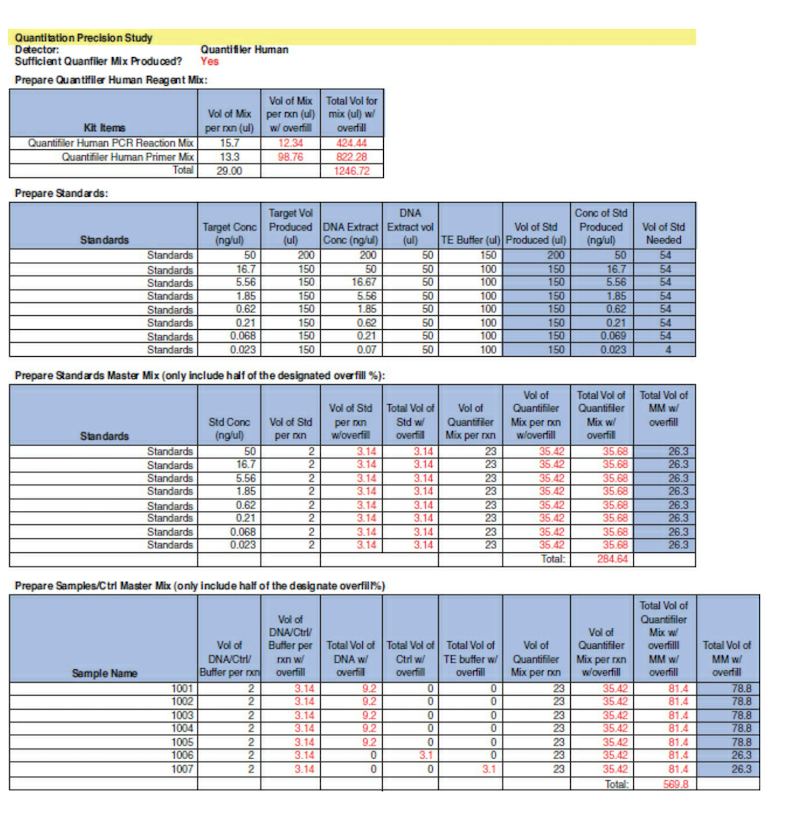 Quantitation Precision Study
Detector: Quantifiler Human
Sufficient Quanfiler Mix Produced? Yes
Prepare Quantifiler Human Reagent Mix:
Kit Items | Vol of Mix per rxn (ul) | Vol of Mix per rxn (ul) w/ overfill | Total Vol for mix (ul) w/ overfill
Quantifiler Human PCR Reaction Mix | 15.7 | 12.34 | 424.44
Quantifiler Human Primer Mix | 13.3 | 98.76 | 822.28
Total | 29.00 | 1246.72
Prepare Standards:
Standards | Target Conc (ng/ul) | Target Vol Produced (ul) | DNA Extract Conc (ng/ul) | DNA Extract vol (ul) | TE Buffer (ul) | Vol of Std Produced (ul) | Conc of Std Produced (ng/ul) | Vol of Std Needed
Standards | 50 | 200 | 200 | 50 | 150 | 200 | 50 | 54
Standards | 16.7 | 150 | 50 | 50 | 100 | 150 | 16.7 | 54
Standards | 5.56 | 150 | 16.67 | 50 | 100 | 150 | 5.56 | 54
Standards | 1.85 | 150 | 5.56 | 50 | 100 | 150 | 1.85 | 54
Standards | 0.62 | 150 | 1.85 | 50 | 100 | 150 | 0.62 | 54
Standards | 0.21 | 150 | 0.62 | 50 | 100 | 150 | 0.21 | 54
Standards | 0.068 | 150 | 0.21 | 50 | 100 | 150 | 0.069 | 54
Standards | 0.023 | 150 | 0.07 | 50 | 100 | 150 | 0.023 | 4
Prepare Standards Master Mix (only include half of the designated overfill %):
Standards | Std Conc (ng/ul) | Vol of Std per rxn | Vol of Std per rxn w/overfill | Total Vol of Std w/ overfill | Vol of Quantifiler Mix per rxn | Vol of Quantifiler Mix per rxn w/overfill | Total Vol of Quantifiler Mix w/ overfill | Total Vol of MM w/ overfill
Standards | 50 | 2 | 3.14 | 3.14 | 23 | 35.42 | 35.68 | 26.3
Standards | 16.7 | 2 | 3.14 | 3.14 | 23 | 35.42 | 35.68 | 26.3
Standards | 5.56 | 2 | 3.14 | 3.14 | 23 | 35.42 | 35.68 | 26.3
Standards | 1.85 | 2 | 3.14 | 3.14 | 23 | 35.42 | 35.68 | 26.3
Standards | 0.62 | 2 | 3.14 | 3.14 | 23 | 35.42 | 35.68 | 26.3
Standards | 0.21 | 2 | 3.14 | 3.14 | 23 | 35.42 | 35.68 | 26.3
Standards | 0.068 | 2 | 3.14 | 3.14 | 23 | 35.42 | 35.68 | 26.3
Standards | 0.023 | 2 | 3.14 | 3.14 | 23 | 35.42 | 35.68 | 26.3
Total: | 284.64
Prepare Samples/Ctrl Master Mix (only include half of the designate overfill%)
Sample Name | Vol of DNA/Ctrl/ Buffer per rxn | Vol of DNA/Ctrl/ Buffer per rxn w/ overfill | Total Vol of DNA w/ overfill | Total Vol of Ctrl w/ overfill | Total Vol of TE buffer w/ overfill | Vol of Quantifiler Mix per rxn | Vol of Quantifiler Mix per rxn w/overfill | Total Vol of Quantifiler Mix w/ overfilll MM w/ overfill | Total Vol of MM w/ overfill
1001 | 2 | 3.14 | 9.2 | 0 | 0 | 23 | 35.42 | 81.4 | 78.8
1002 | 2 | 3.14 | 9.2 | 0 | 0 | 23 | 35.42 | 81.4 | 78.8
1003 | 2 | 3.14 | 9.2 | 0 | 0 | 23 | 35.42 | 81.4 | 78.8
1004 | 2 | 3.14 | 9.2 | 0 | 0 | 23 | 35.42 | 81.4 | 78.8
1005 | 2 | 3.14 | 9.2 | 0 | 0 | 23 | 35.42 | 81.4 | 78.8
1006 | 2 | 3.14 | 0 | 3.1 | 0 | 23 | 35.42 | 81.4 | 26.3
1007 | 2 | 3.14 | 0 | 0 | 3.1 | 23 | 35.42 | 81.4 | 26.3
Total: | 569.8